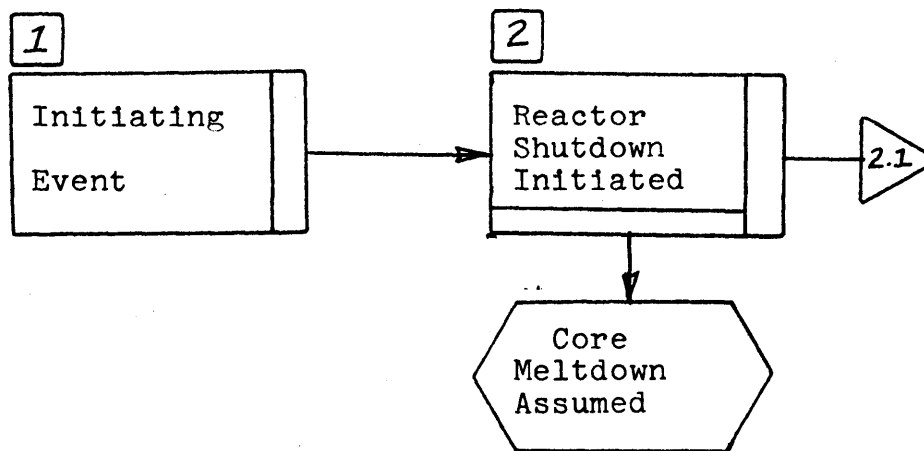 1
Initiating
Event
2
Reactor
Shutdown
Initiated
2.1
Core
Meltdown
Assumed